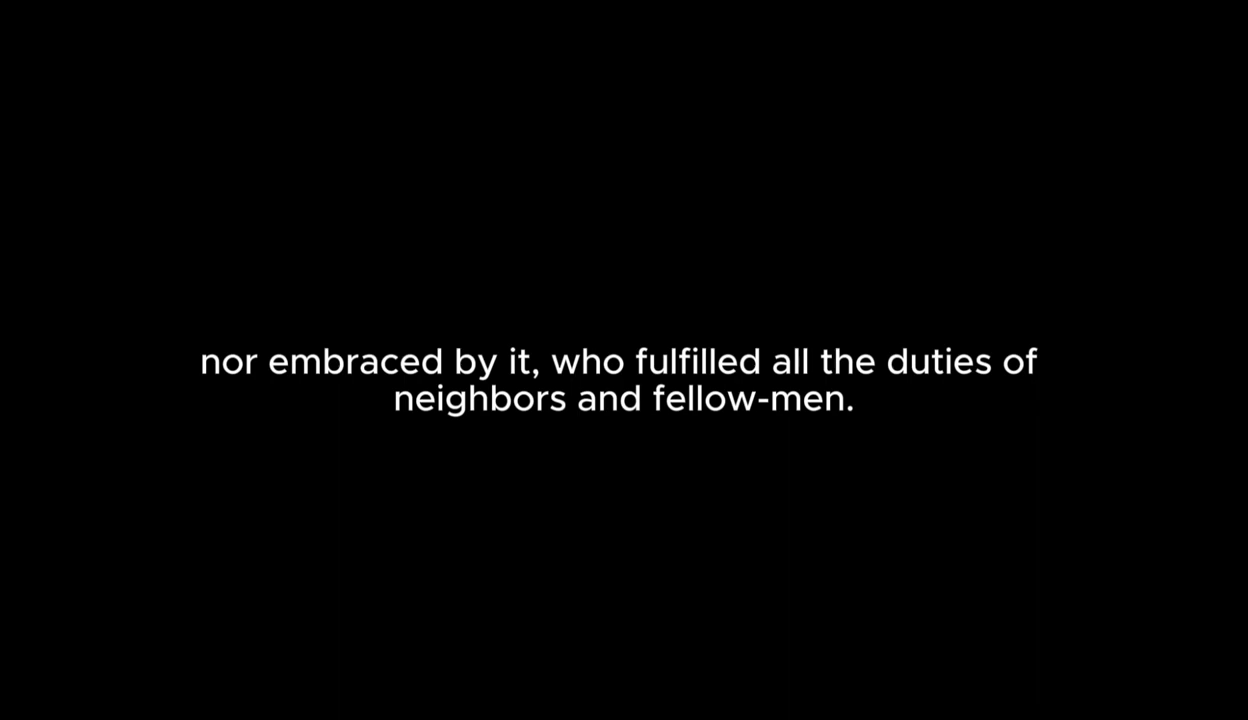 nor embraced by it, who fulfilled all the duties of
neighbors and fellow-men.